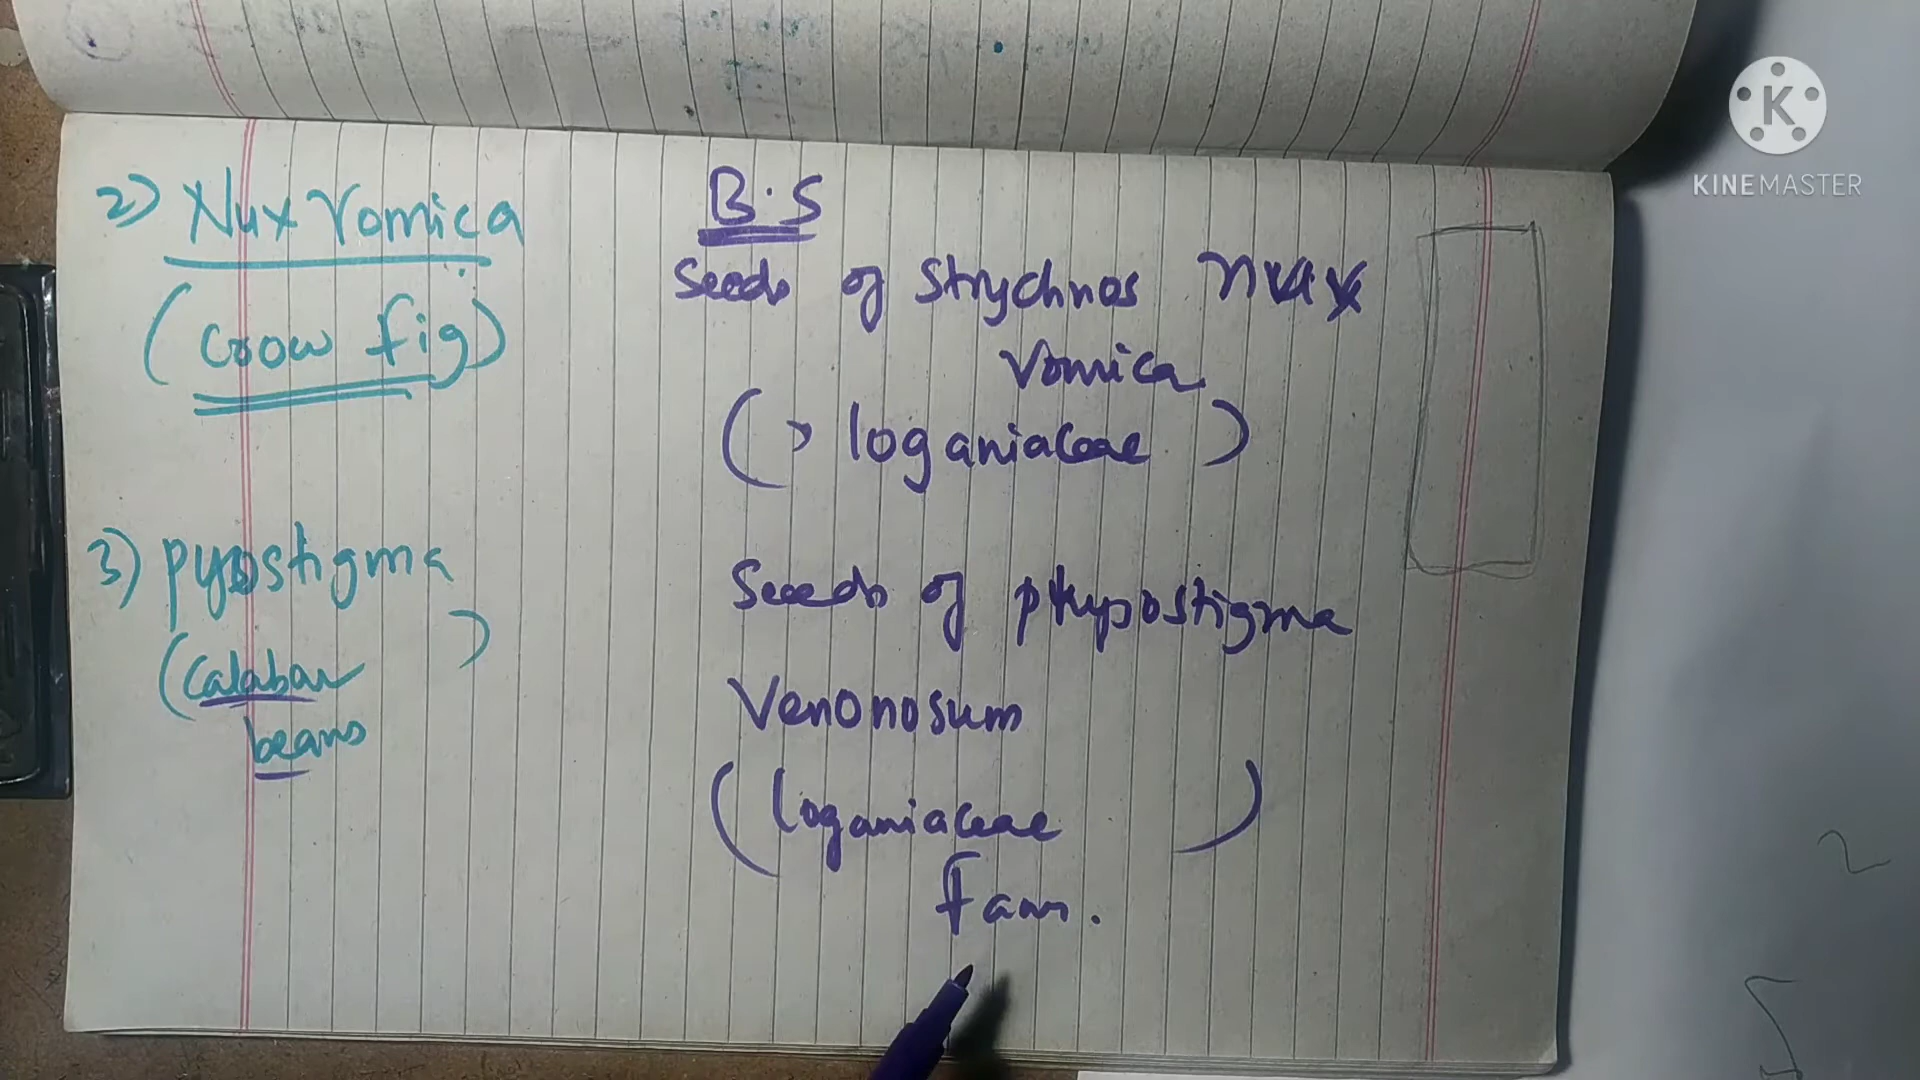 2) Nux Vomica
(Crow fig)
B.S
Seeds of Strychnos nux
Vomica
( > loganiaceae )
3) pysostigma
(calabar )
beans
Seeds of phypostigma
Venonosum
(loganiaceae )
fam.
K
KINEMASTER
2